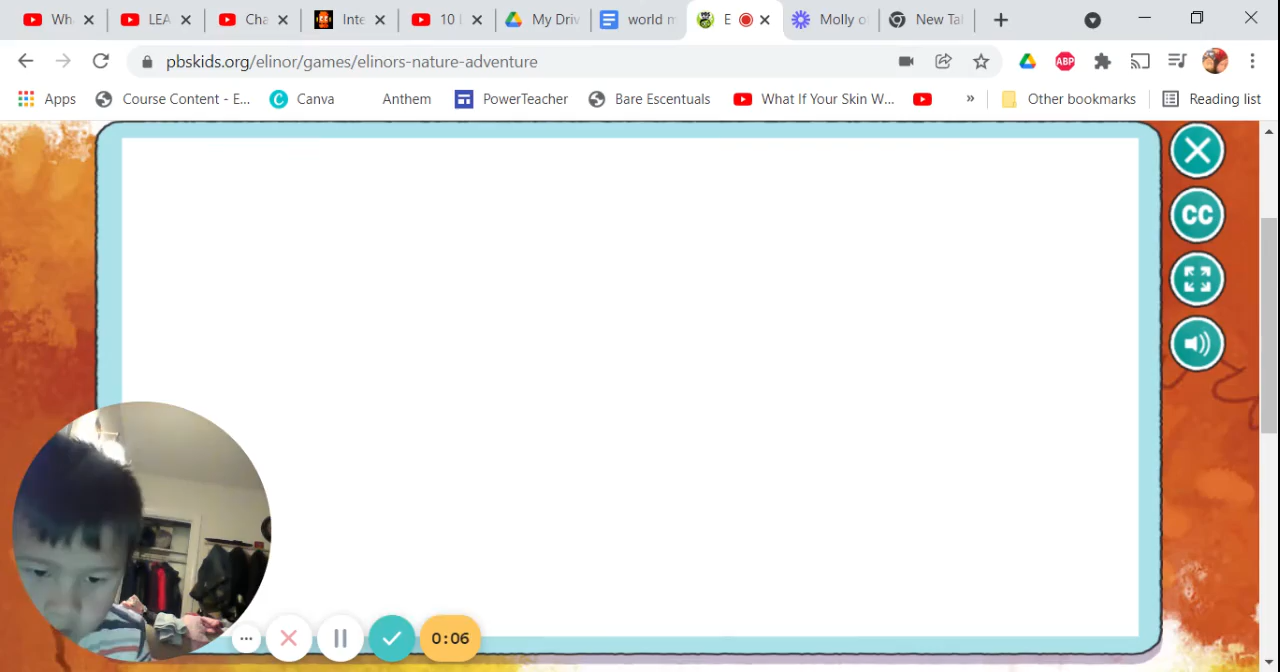 Wh LEA Cha Inte 10 My Driv world m E Molly o New Tal
pbskids.org/elinor/games/elinors-nature-adventure ABP
Apps Course Content - E... Canva Anthem PowerTeacher Bare Escentuals What If Your Skin W... » Other bookmarks Reading list
CC
0:06